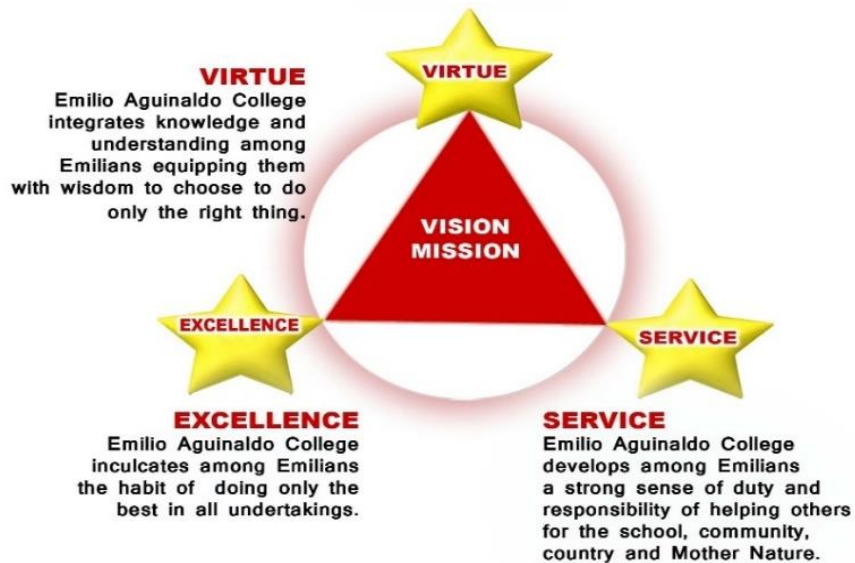 VIRTUE
VIRTUE
Emilio Aguinaldo College
integrates knowledge and
understanding among
Emilians equipping them
with wisdom to choose to do
only the right thing.
VISION
MISSION
EXCELLENCE
EXCELLENCE
Emilio Aguinaldo College
inculcates among Emilians
the habit of doing only the
best in all undertakings.
SERVICE
SERVICE
Emilio Aguinaldo College
develops among Emilians
a strong sense of duty and
responsibility of helping others
for the school, community,
country and Mother Nature.